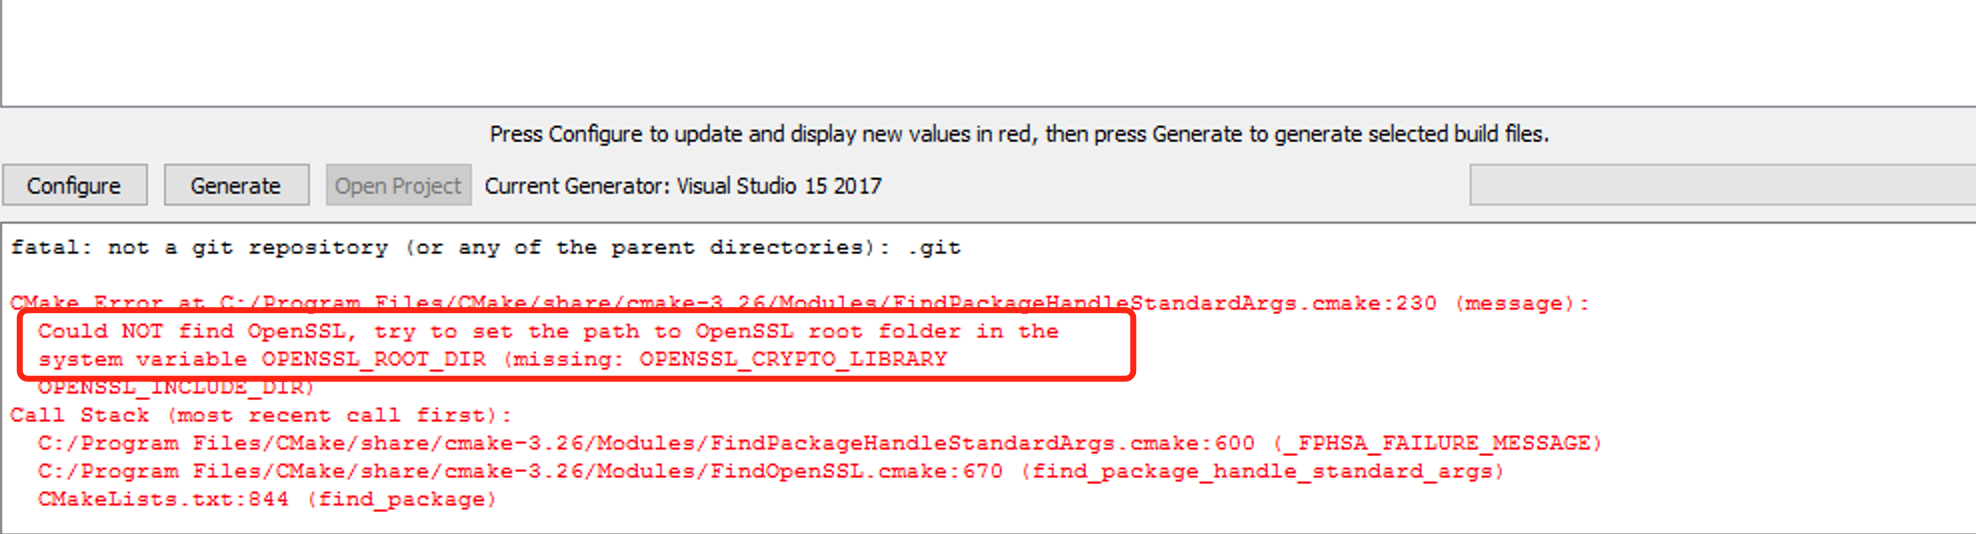 Press Configure to update and display new values in red, then press Generate to generate selected build files.
Configure Generate Open Project Current Generator: Visual Studio 15 2017
fatal: not a git repository (or any of the parent directories): .git
CMake Error at C:/Program Files/CMake/share/cmake-3.26/Modules/FindPackageHandleStandardArgs.cmake:230 (message):
Could NOT find OpenSSL, try to set the path to OpenSSL root folder in the
system variable OPENSSL_ROOT_DIR (missing: OPENSSL_CRYPTO_LIBRARY
OPENSSL_INCLUDE_DIR)
Call Stack (most recent call first):
C:/Program Files/CMake/share/cmake-3.26/Modules/FindPackageHandleStandardArgs.cmake:600 (_FPHSA_FAILURE_MESSAGE)
C:/Program Files/CMake/share/cmake-3.26/Modules/FindOpenSSL.cmake:670 (find_package_handle_standard_args)
CMakeLists.txt:844 (find_package)